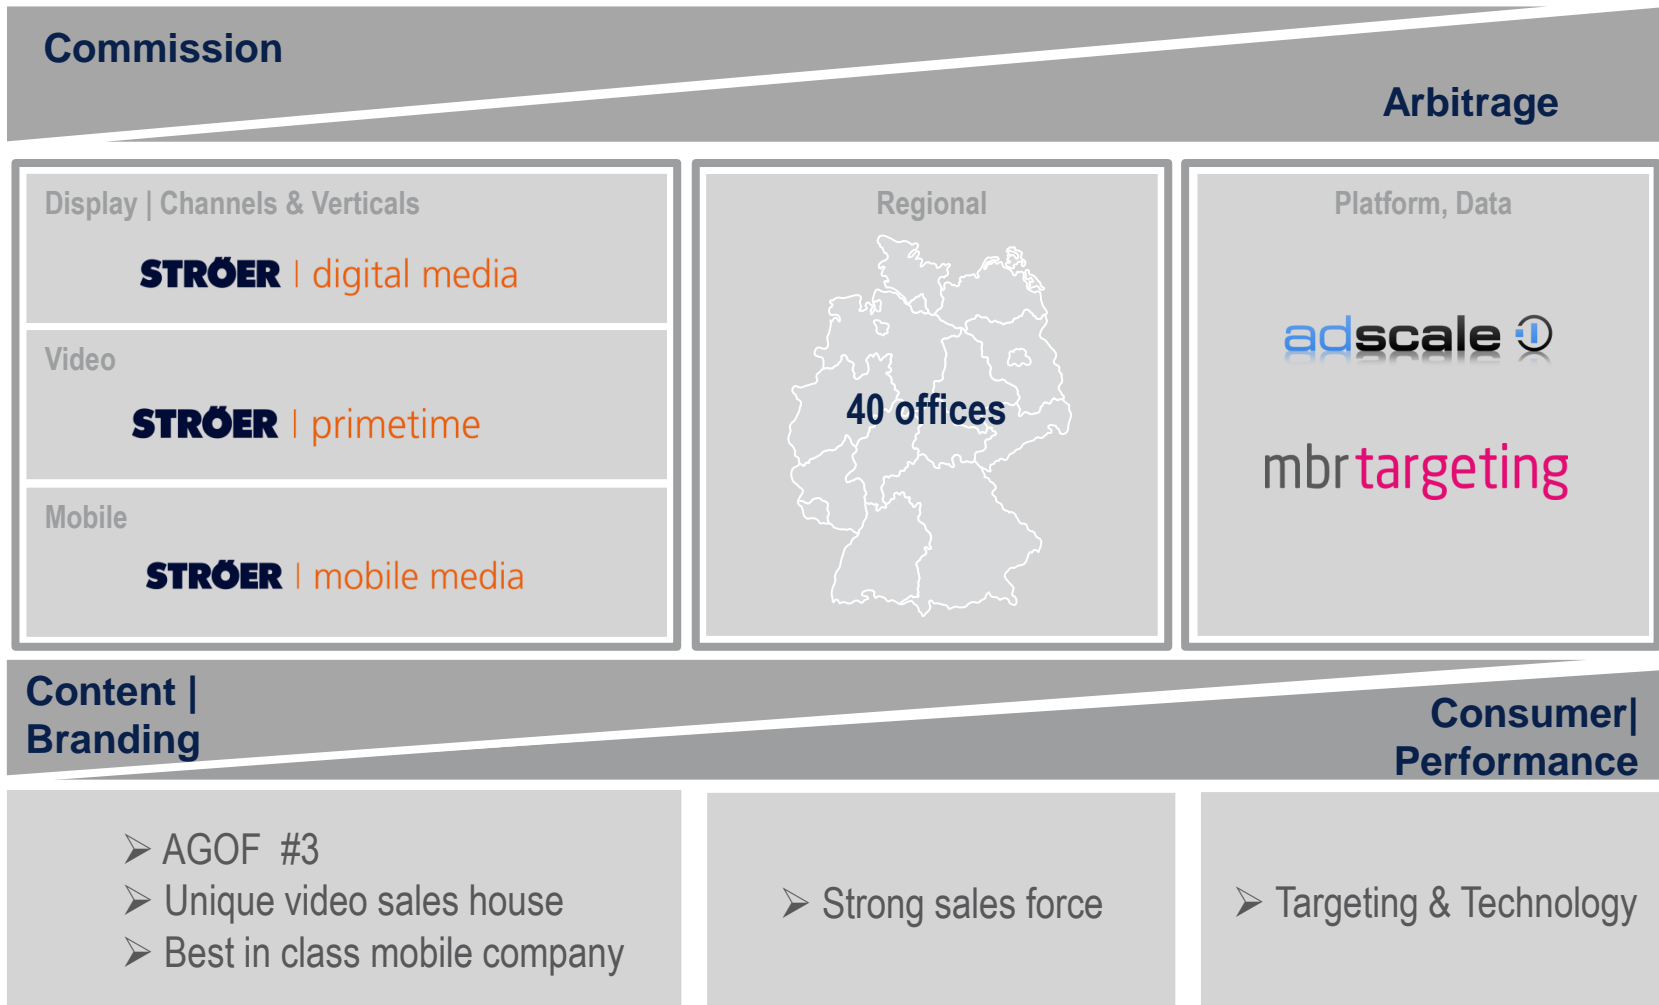 Commission
Arbitrage
Display | Channels & Verticals
STRÖER | digital media
Video
STRÖER | primetime
Mobile
STRÖER | mobile media
Regional
40 offices
Platform, Data
adscale
mbr targeting
Content |
Branding
Consumer|
Performance
➢ AGOF #3
➢ Unique video sales house
➢ Best in class mobile company
➢ Strong sales force
➢ Targeting & Technology